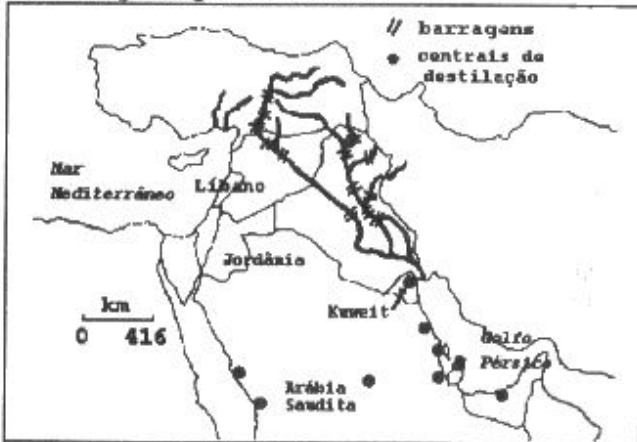 barragens
centrais de
destilação
Mar
Mediterrâneo
Líbano
Jordânia
km
0 416
Kuweit
Golfo
Pérsico
Arábia
Saudita